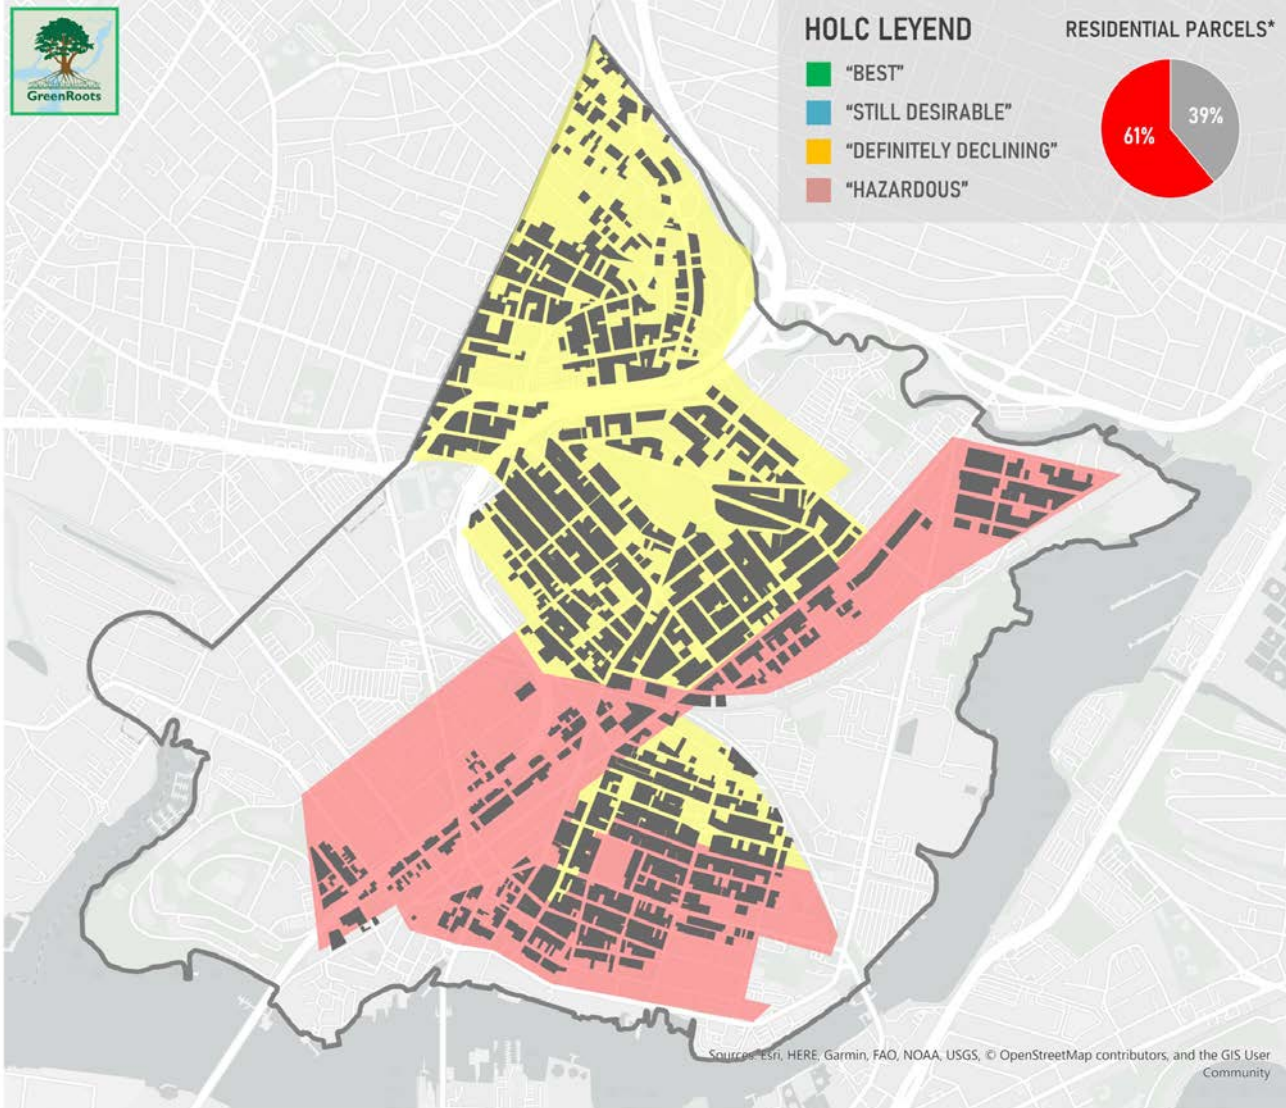 GreenRoots
HOLC LEYEND
"BEST"
"STILL DESIRABLE"
"DEFINITELY DECLINING"
"HAZARDOUS"
RESIDENTIAL PARCELS*
61%
39%
Sources: Esri, HERE, Garmin, FAO, NOAA, USGS, © OpenStreetMap contributors, and the GIS User
Community